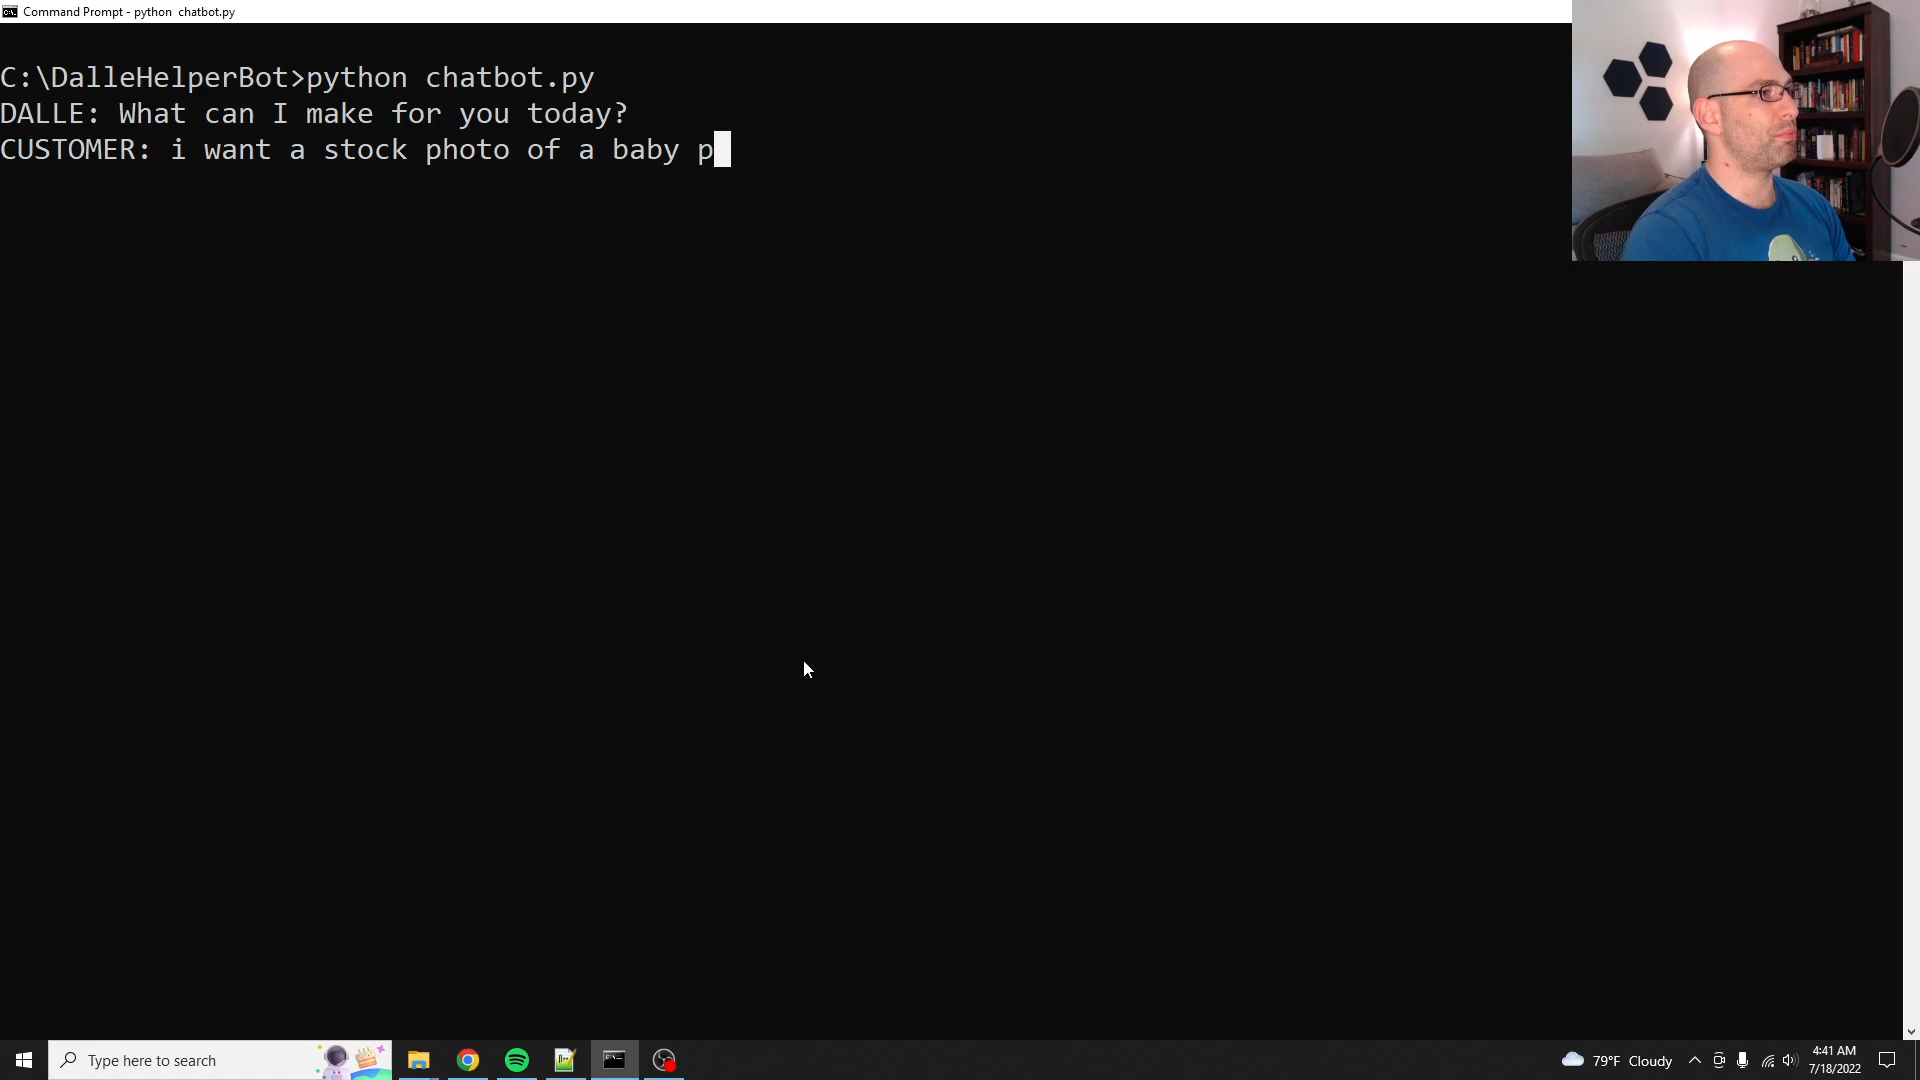 Command Prompt - python  chatbot.py
C:\DalleHelperBot>python chatbot.py
DALLE: What can I make for you today?
CUSTOMER: i want a stock photo of a baby p
Type here to search
79°F Cloudy
4:41 AM
7/18/2022